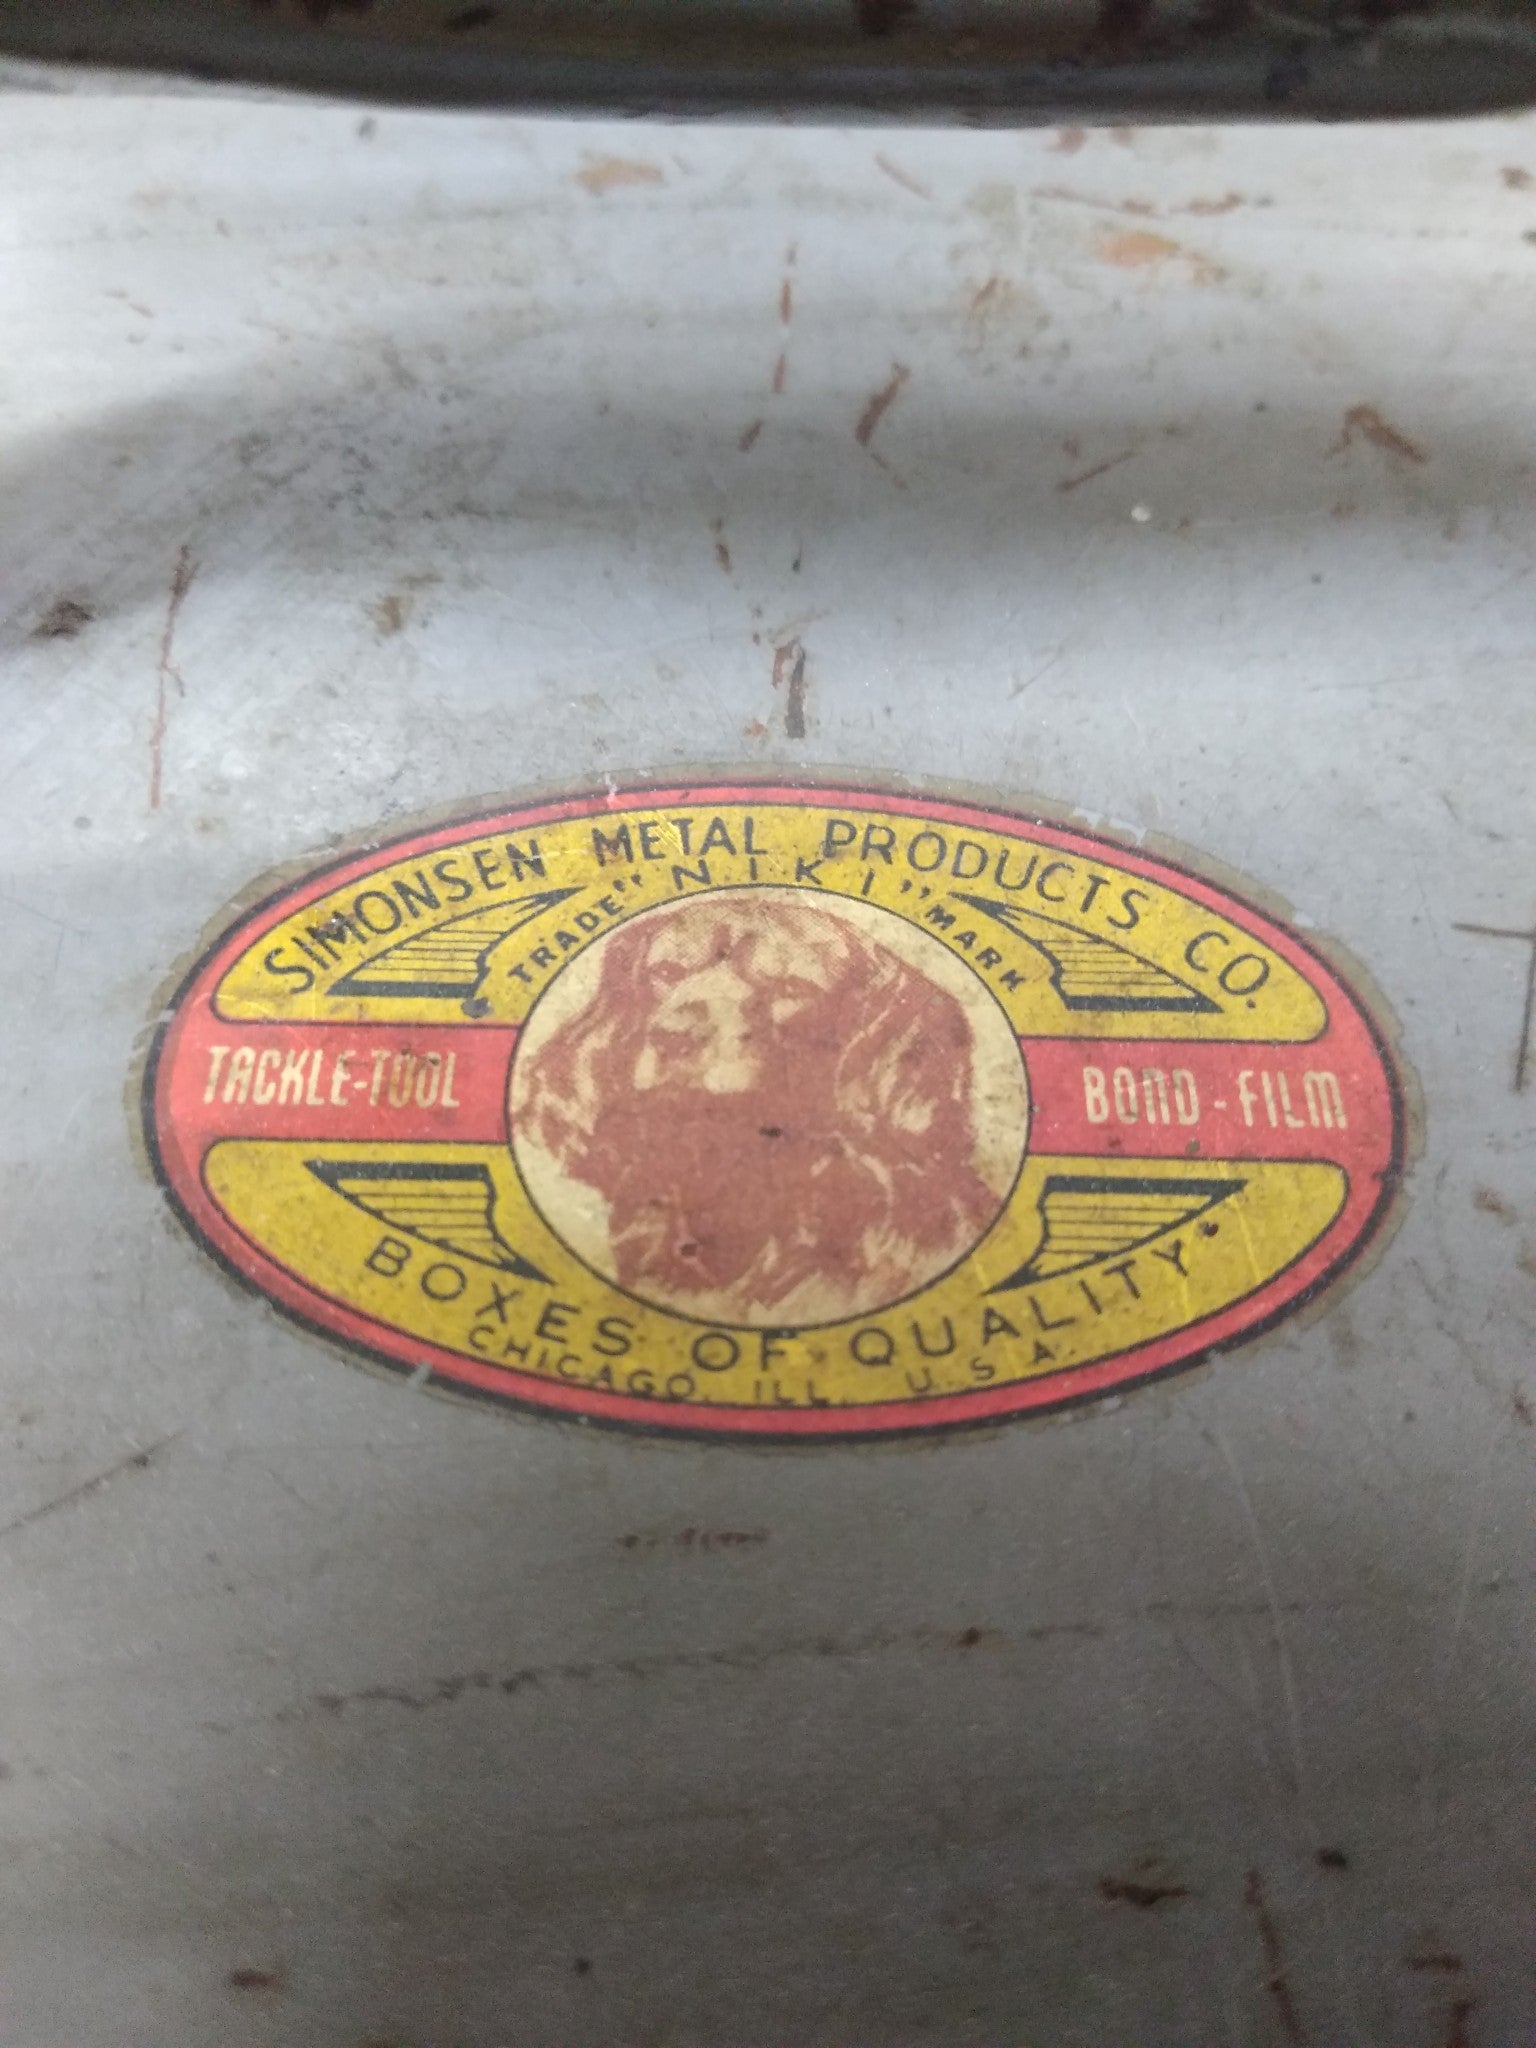 SIMONSEN METAL PRODUCTS CO.
"NIKI"
TRADE MARK
TACKLE-TOOL BOND-FILM
BOXES OF QUALITY
CHICAGO, ILL. U.S.A.